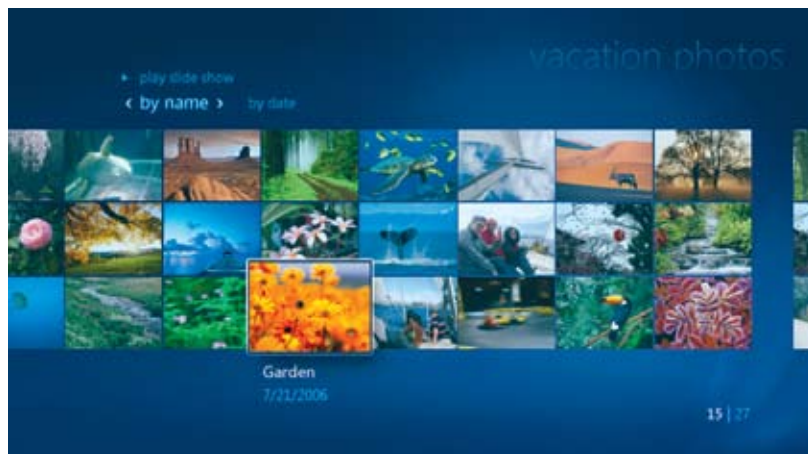 vacation photos
play slide show
‹ by name › by date
Garden
7/21/2006
15 | 27